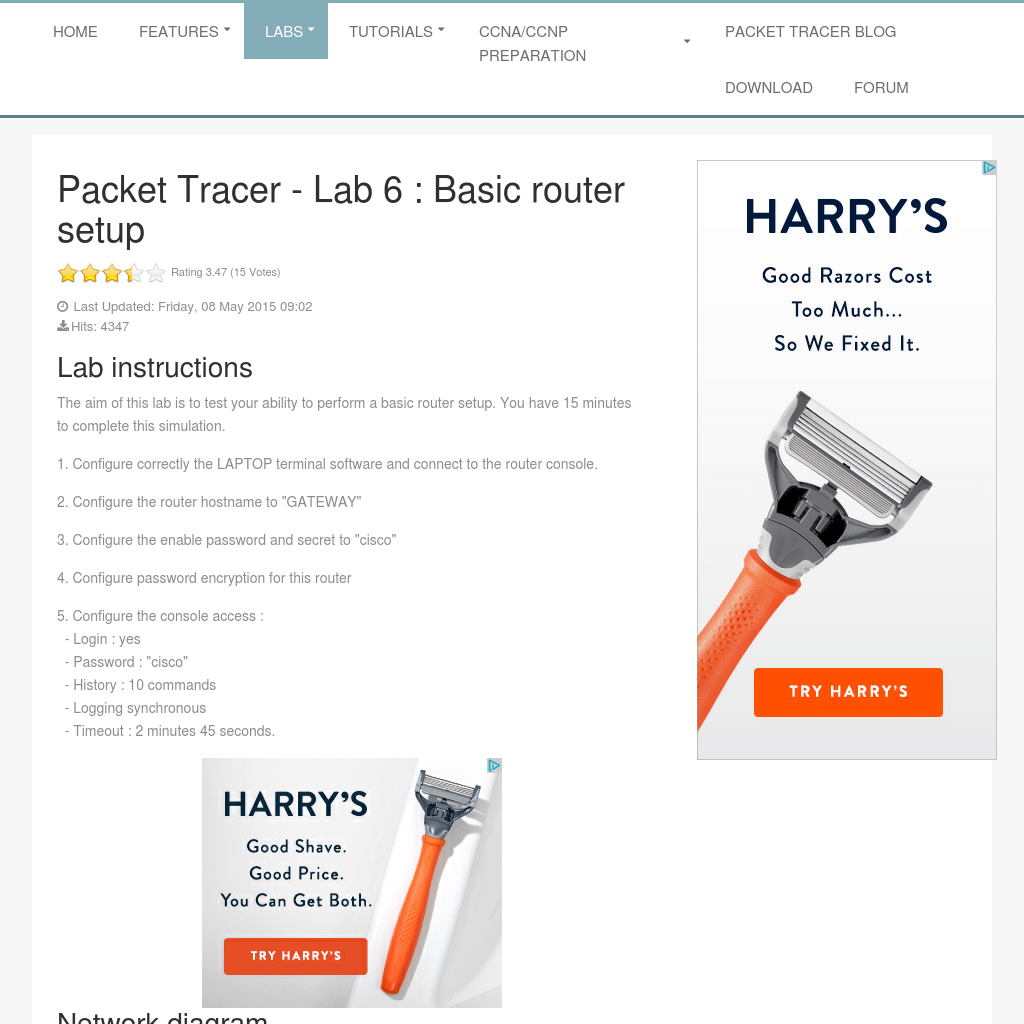 HOME
FEATURES
LABS
TUTORIALS
CCNA/CCNP
PREPARATION
PACKET TRACER BLOG
DOWNLOAD
FORUM
Packet Tracer - Lab 6 : Basic router
setup
Rating 3.47 (15 Votes)
Last Updated: Friday, 08 May 2015 09:02
Hits: 4347
Lab instructions
The aim of this lab is to test your ability to perform a basic router setup. You have 15 minutes
to complete this simulation.
1. Configure correctly the LAPTOP terminal software and connect to the router console.
2. Configure the router hostname to "GATEWAY"
3. Configure the enable password and secret to "cisco"
4. Configure password encryption for this router
5. Configure the console access :
- Login : yes
- Password : "cisco"
- History : 10 commands
- Logging synchronous
- Timeout : 2 minutes 45 seconds.
HARRY'S
Good Shave.
Good Price.
You Can Get Both.
TRY HARRY'S
Network diagram
HARRY'S
Good Razors Cost
Too Much...
So We Fixed It.
TRY HARRY'S